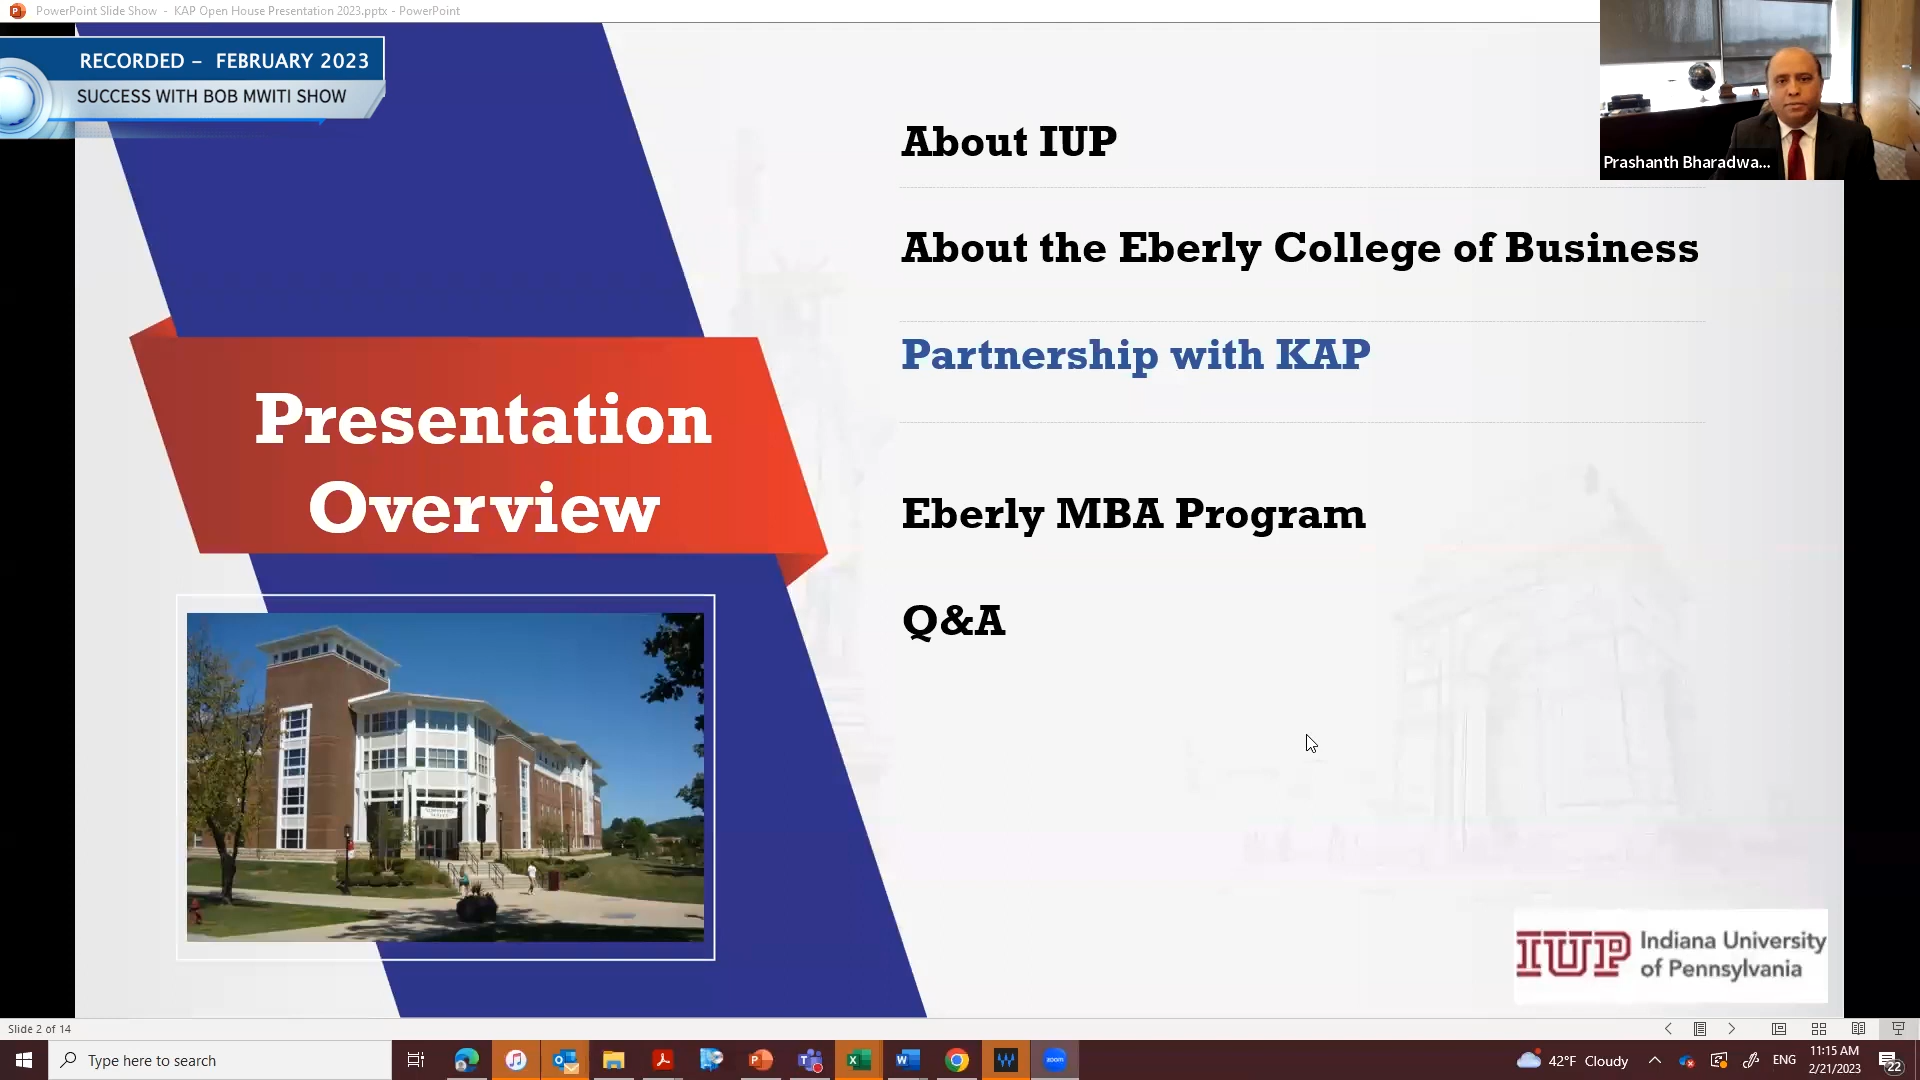 PowerPoint Slide Show - KAP Open House Presentation 2023.pptx - PowerPoint
RECORDED – FEBRUARY 2023
SUCCESS WITH BOB MWITI SHOW
Prashanth Bharadwa...
About IUP
About the Eberly College of Business
Partnership with KAP
Eberly MBA Program
Q&A
Presentation
Overview
IUP Indiana University
of Pennsylvania
Slide 2 of 14
Type here to search
zoom
42°F Cloudy
ENG
11:15 AM
2/21/2023
22